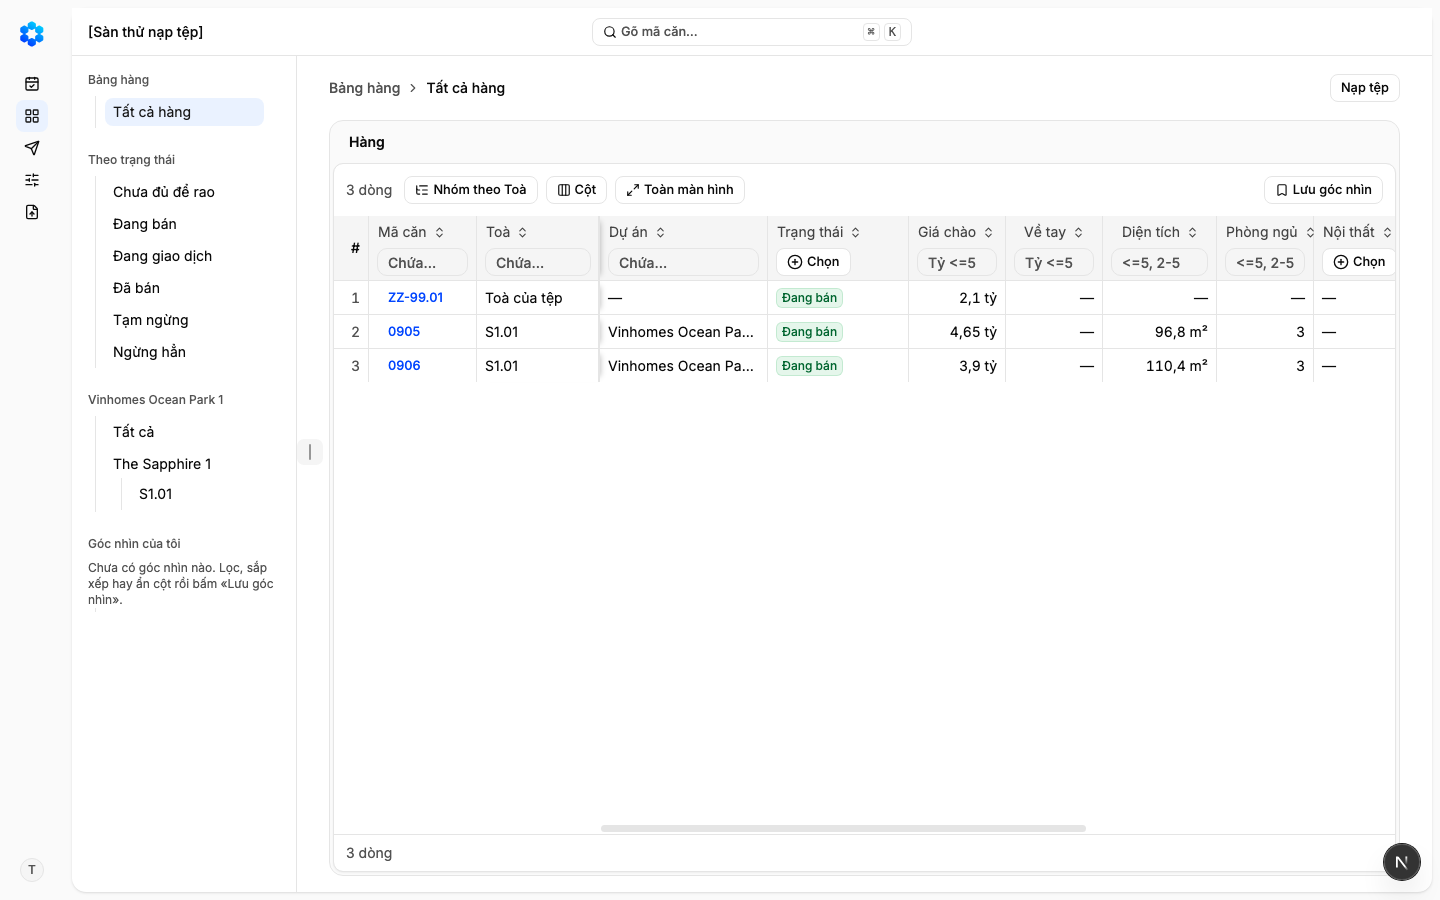 [Sàn thử nạp tệp]
Gõ mã căn...
⌘ K
Bảng hàng
Tất cả hàng
Theo trạng thái
Chưa đủ để rao
Đang bán
Đang giao dịch
Đã bán
Tạm ngừng
Ngừng hẳn
Vinhomes Ocean Park 1
Tất cả
The Sapphire 1
S1.01
Góc nhìn của tôi
Chưa có góc nhìn nào. Lọc, sắp
xếp hay ẩn cột rồi bấm «Lưu góc
nhìn».
T
Bảng hàng > Tất cả hàng
Nạp tệp
Hàng
3 dòng
Nhóm theo Toà
Cột
Toàn màn hình
Lưu góc nhìn
# Mã căn Toà Dự án Trạng thái Giá chào Về tay Diện tích Phòng ngủ Nội thất
Chứa... Chứa... Chứa... Chọn Tỷ <=5 Tỷ <=5 <=5, 2-5 <=5, 2-5 Chọn
1 ZZ-99.01 Toà của tệp — Đang bán 2,1 tỷ — — — —
2 0905 S1.01 Vinhomes Ocean Pa... Đang bán 4,65 tỷ — 96,8 m² 3 —
3 0906 S1.01 Vinhomes Ocean Pa... Đang bán 3,9 tỷ — 110,4 m² 3 —
3 dòng
N